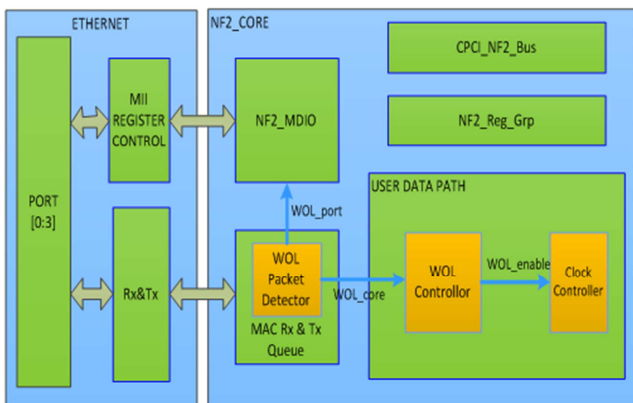 ETHERNET
NF2_CORE
PORT
[0:3]
MII
REGISTER
CONTROL
Rx&Tx
NF2_MDIO
CPCI_NF2_Bus
NF2_Reg_Grp
WOL_port
WOL
Packet
Detector
MAC Rx & Tx
Queue
WOL_core
USER DATA PATH
WOL
Controllor
WOL_enable
Clock
Controller